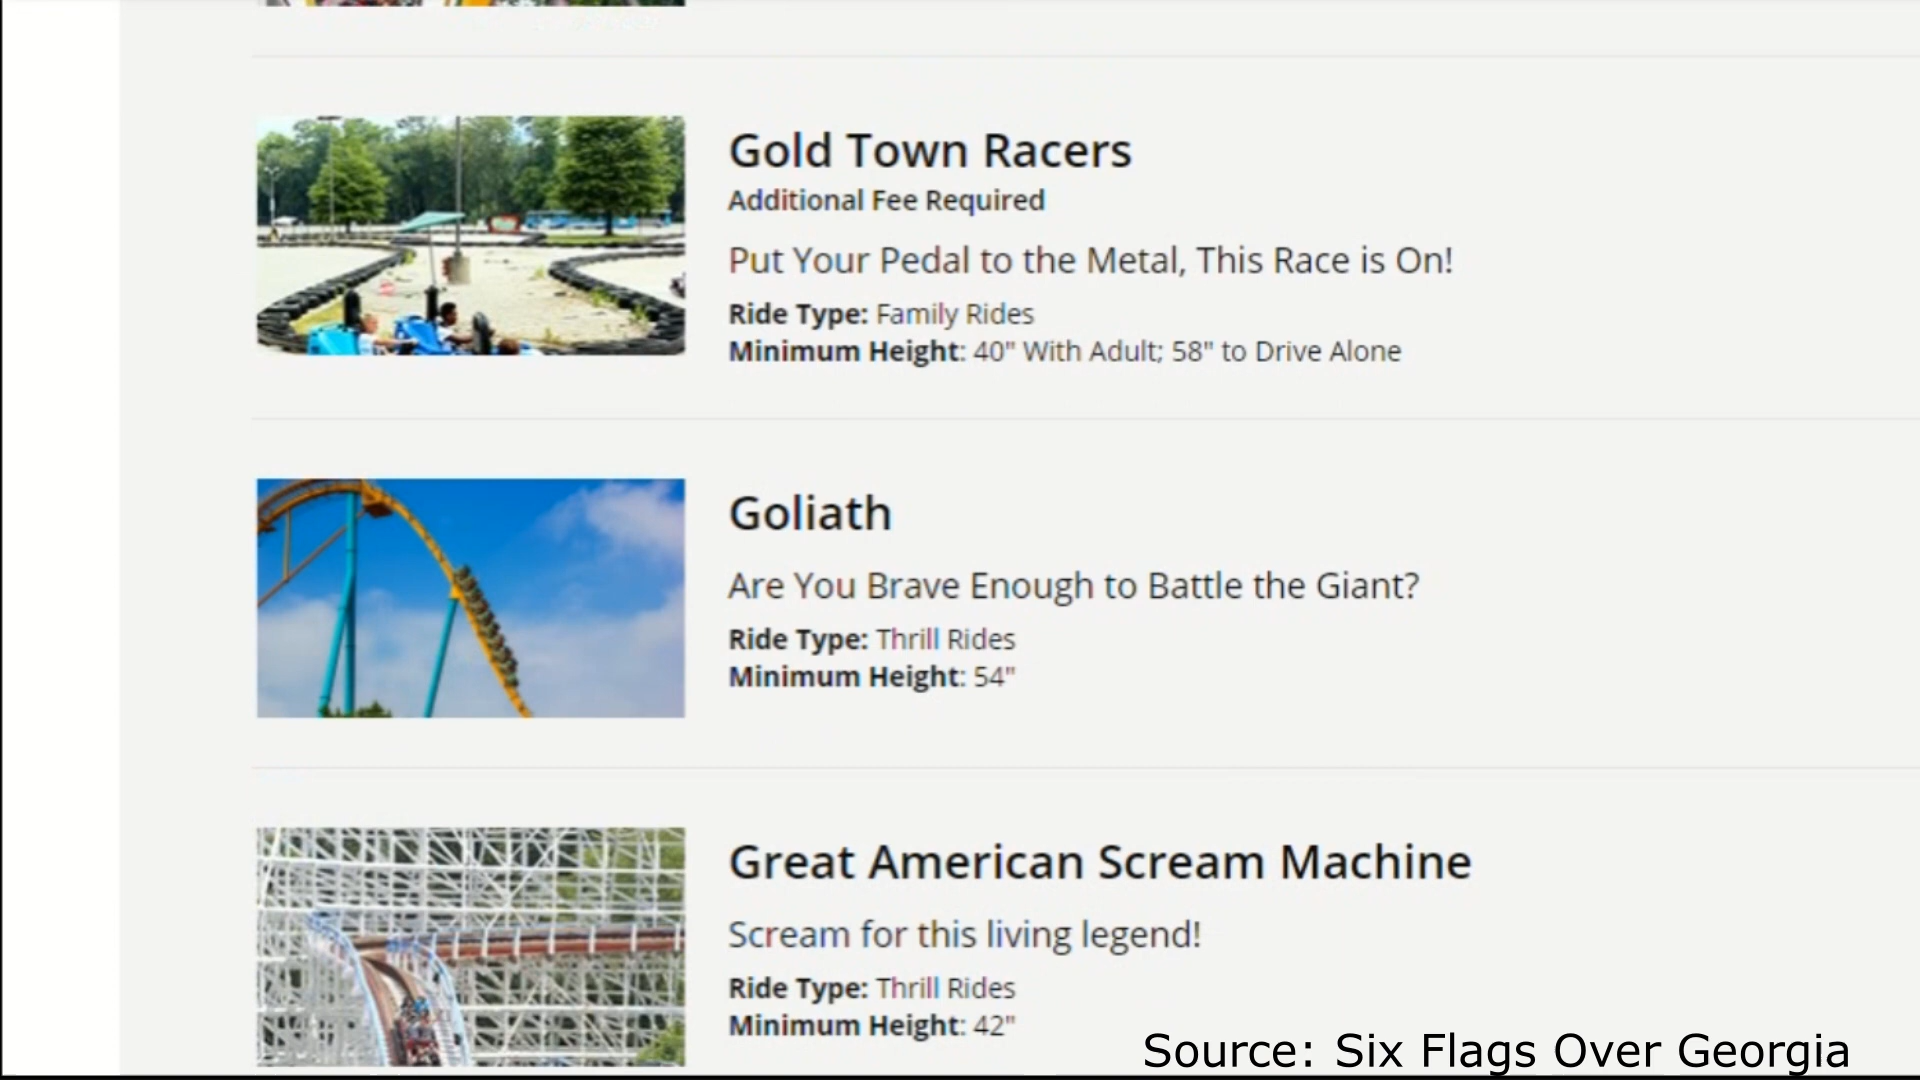 Gold Town Racers
Additional Fee Required
Put Your Pedal to the Metal, This Race is On!
Ride Type: Family Rides
Minimum Height: 40" With Adult; 58" to Drive Alone
Goliath
Are You Brave Enough to Battle the Giant?
Ride Type: Thrill Rides
Minimum Height: 54"
Great American Scream Machine
Scream for this living legend!
Ride Type: Thrill Rides
Minimum Height: 42"
Source: Six Flags Over Georgia